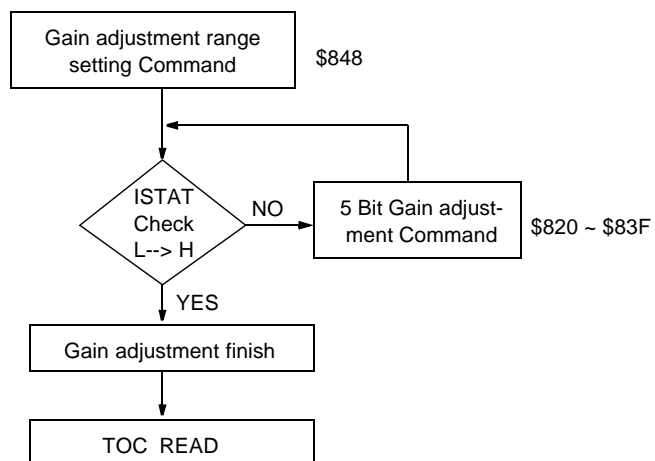 Gain adjustment range
setting Command
$848
ISTAT
Check
L--> H
NO
5 Bit Gain adjust-
ment Command
$820 ~ $83F
YES
Gain adjustment finish
TOC READ